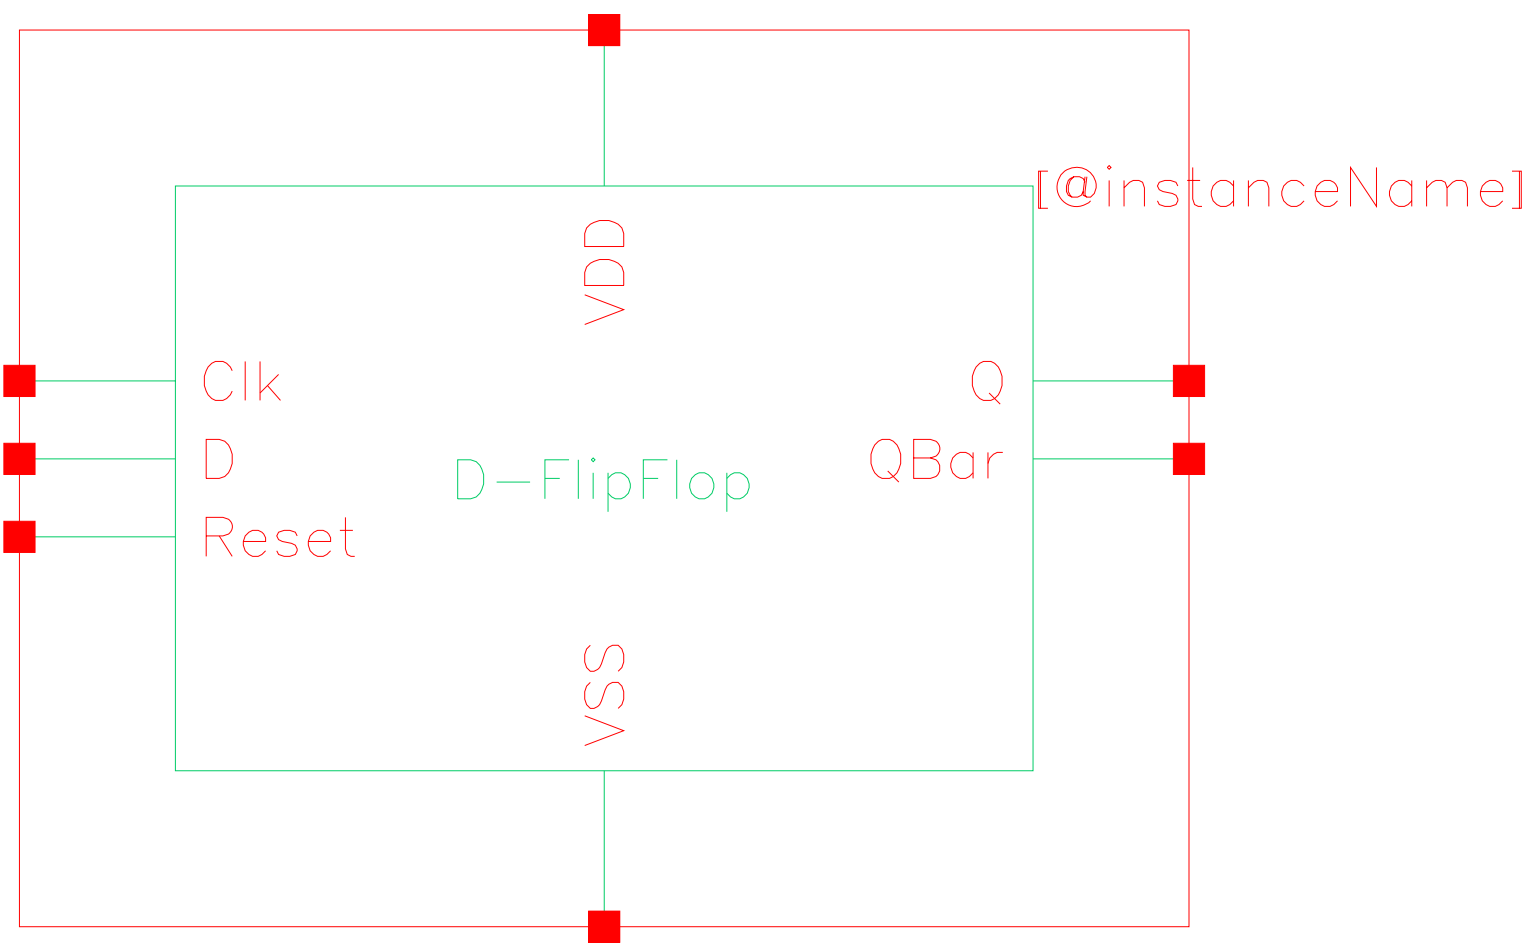 [@instanceName]
VDD
Clk
Q
D
QBar
D-FlipFlop
Reset
VSS